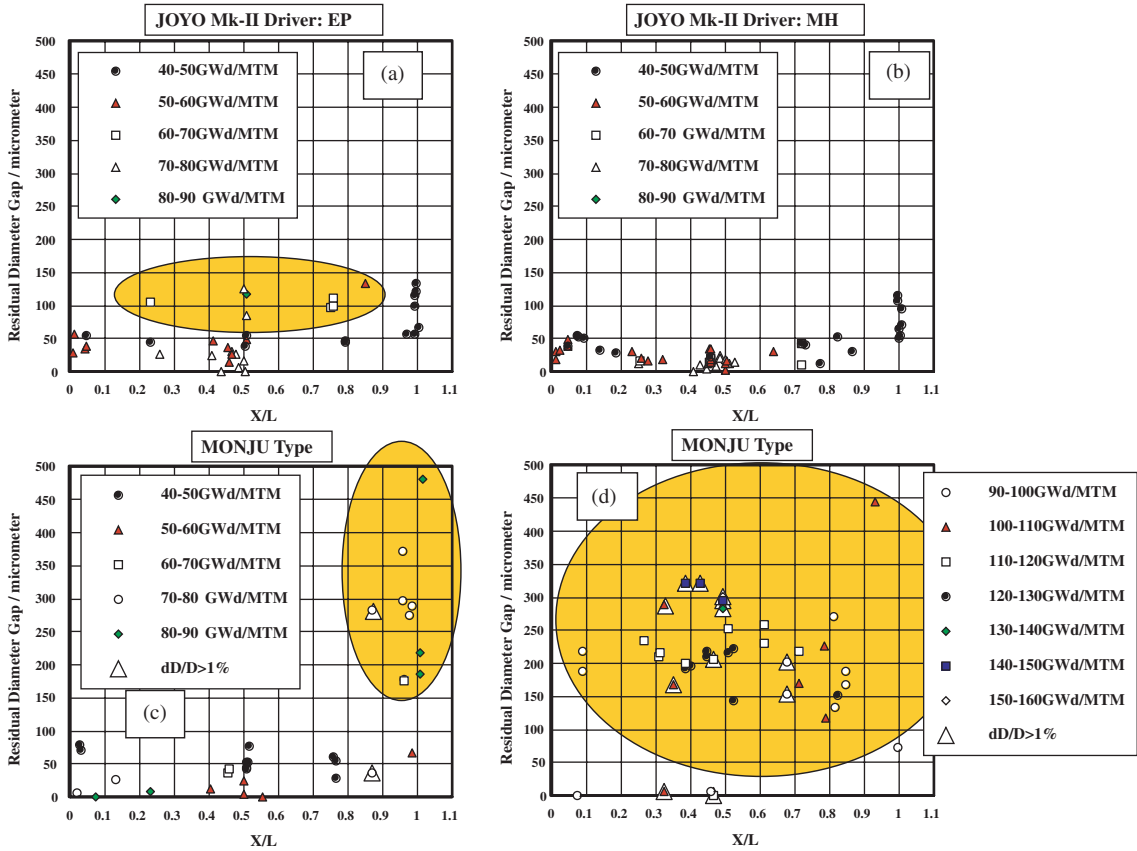 JOYO Mk-II Driver: EP
500
450
400
350
300
250
200
150
100
50
0
Residual Diameter Gap / micrometer
(a)
40-50GWd/MTM
50-60GWd/MTM
60-70GWd/MTM
70-80GWd/MTM
80-90 GWd/MTM
0 0.1 0.2 0.3 0.4 0.5 0.6 0.7 0.8 0.9 1 1.1
X/L
JOYO Mk-II Driver: MH
500
450
400
350
300
250
200
150
100
50
0
Residual Diameter Gap / micrometer
(b)
40-50GWd/MTM
50-60GWd/MTM
60-70 GWd/MTM
70-80GWd/MTM
80-90 GWd/MTM
0 0.1 0.2 0.3 0.4 0.5 0.6 0.7 0.8 0.9 1 1.1
X/L
MONJU Type
500
450
400
350
300
250
200
150
100
50
0
Residual Diameter Gap / micrometer
40-50GWd/MTM
50-60GWd/MTM
60-70GWd/MTM
70-80 GWd/MTM
80-90 GWd/MTM
dD/D>1%
(c)
0 0.1 0.2 0.3 0.4 0.5 0.6 0.7 0.8 0.9 1 1.1
X/L
MONJU Type
500
450
400
350
300
250
200
150
100
50
0
Residual Diameter Gap / micrometer
(d)
90-100GWd/MTM
100-110GWd/MTM
110-120GWd/MTM
120-130GWd/MTM
130-140GWd/MTM
140-150GWd/MTM
150-160GWd/MTM
dD/D>1%
0 0.1 0.2 0.3 0.4 0.5 0.6 0.7 0.8 0.9 1 1.1
X/L